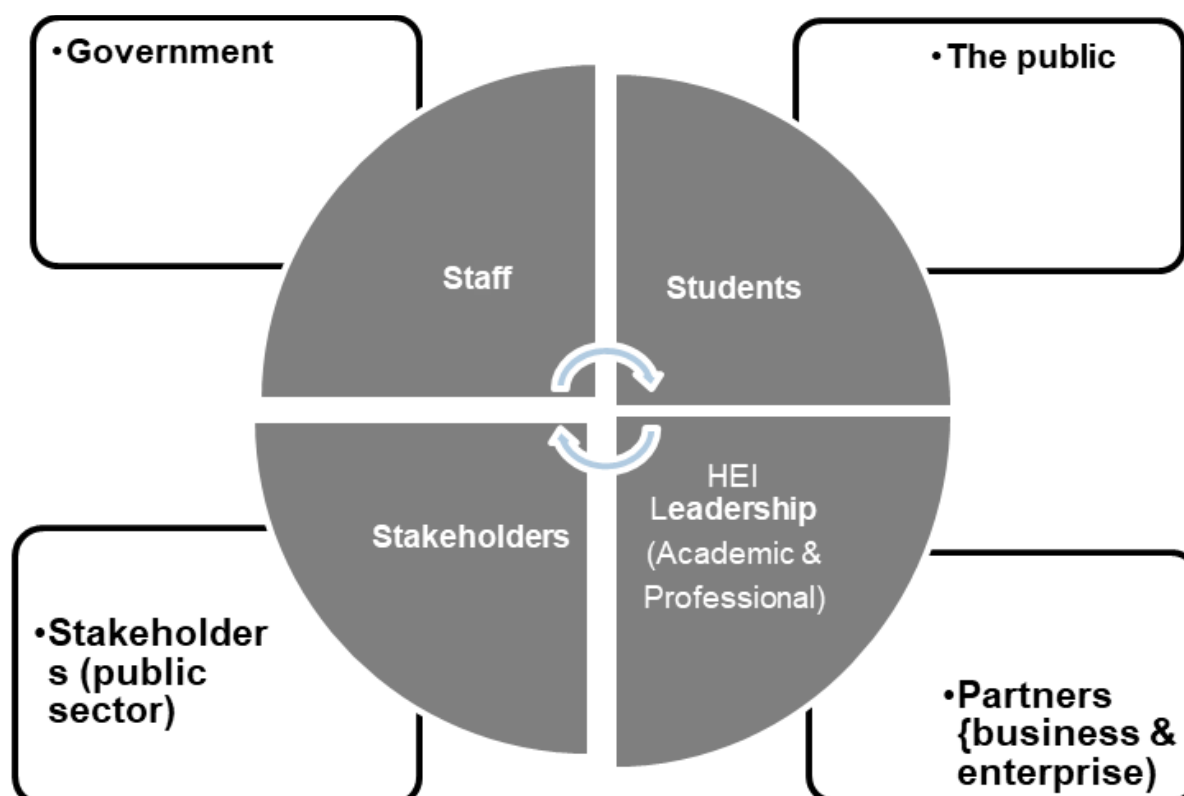 •Government
•The public
Staff
Students
Stakeholders
HEI
Leadership
(Academic &
Professional)
•Stakeholder
s (public
sector)
•Partners
{business &
enterprise)